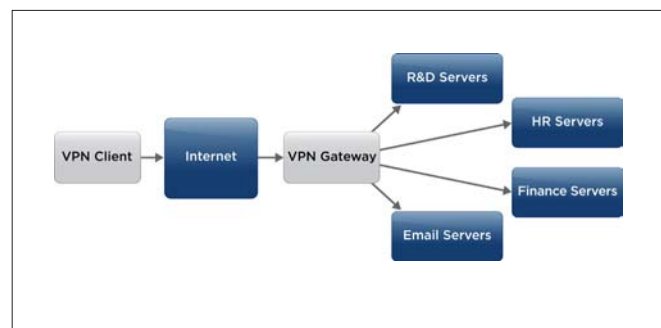 R&D Servers
HR Servers
VPN Client
Internet
VPN Gateway
Finance Servers
Email Servers